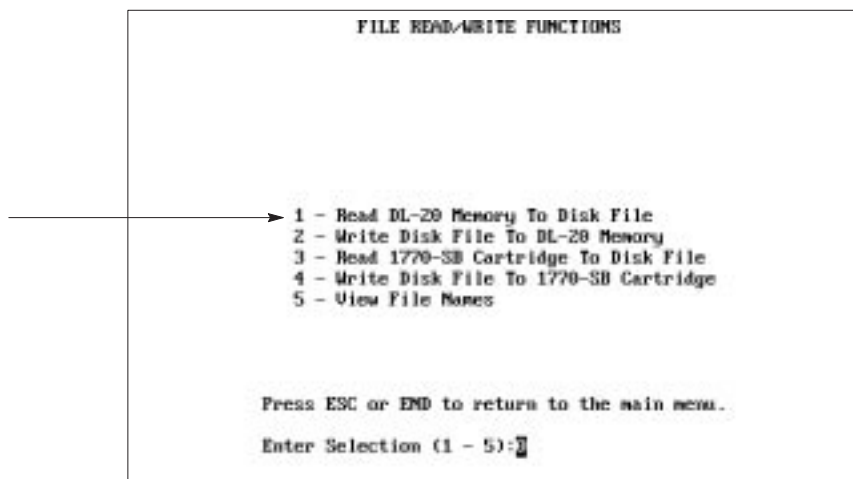 FILE READ/WRITE FUNCTIONS
1 - Read DL-20 Memory To Disk File
2 - Write Disk File To DL-20 Memory
3 - Read 1770-SB Cartridge To Disk File
4 - Write Disk File To 1770-SB Cartridge
5 - View File Names
Press ESC or END to return to the main menu.
Enter Selection (1 - 5):